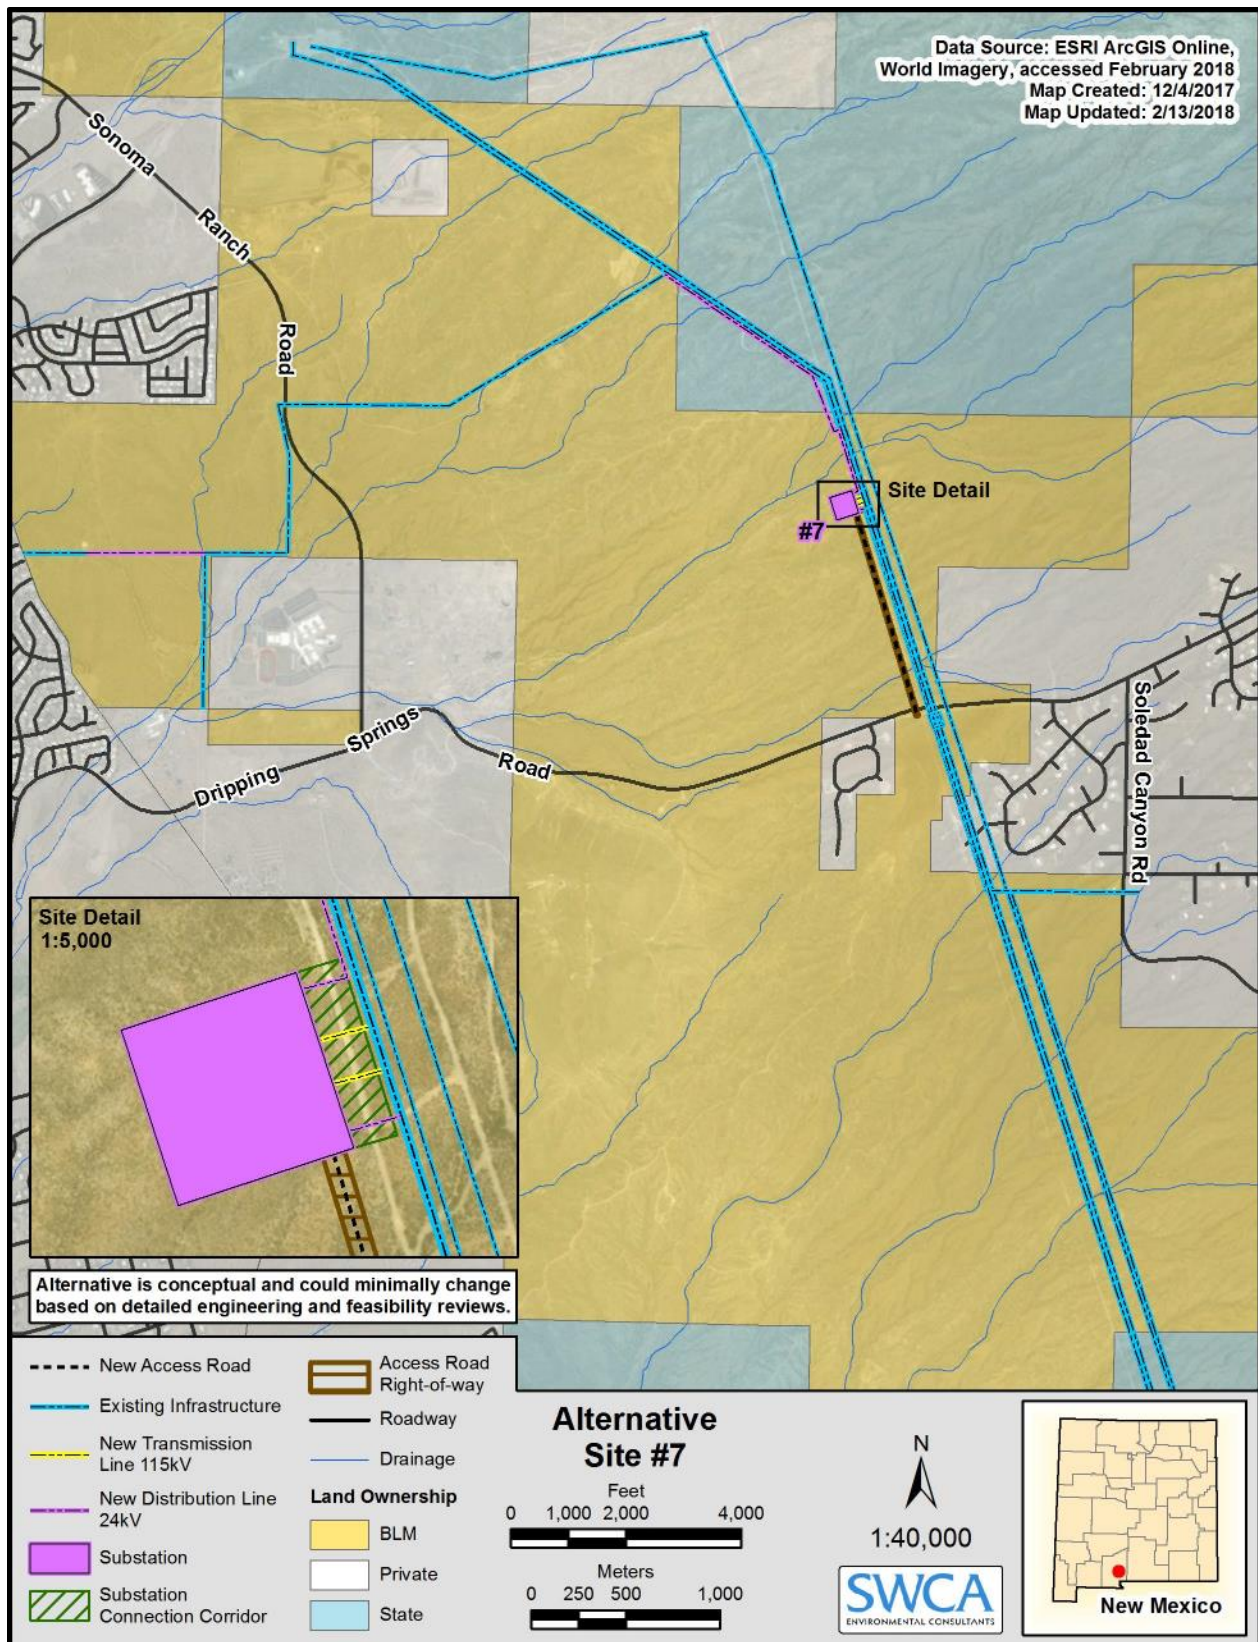 Data Source: ESRI ArcGIS Online,
World Imagery, accessed February 2018
Map Created: 12/4/2017
Map Updated: 2/13/2018
Sonoma
Ranch
Road
Site Detail
#7
Soledad Canyon Rd
Springs
Road
Dripping
Site Detail
1:5,000
Alternative is conceptual and could minimally change
based on detailed engineering and feasibility reviews.
New Access Road
Existing Infrastructure
New Transmission
Line 115kV
New Distribution Line
24kV
Substation
Substation
Connection Corridor
Access Road
Right-of-way
Roadway
Drainage
Land Ownership
BLM
Private
State
Alternative
Site #7
Feet
0 1,000 2,000 4,000
Meters
0 250 500 1,000
N
1:40,000
SWCA
ENVIRONMENTAL CONSULTANTS
New Mexico